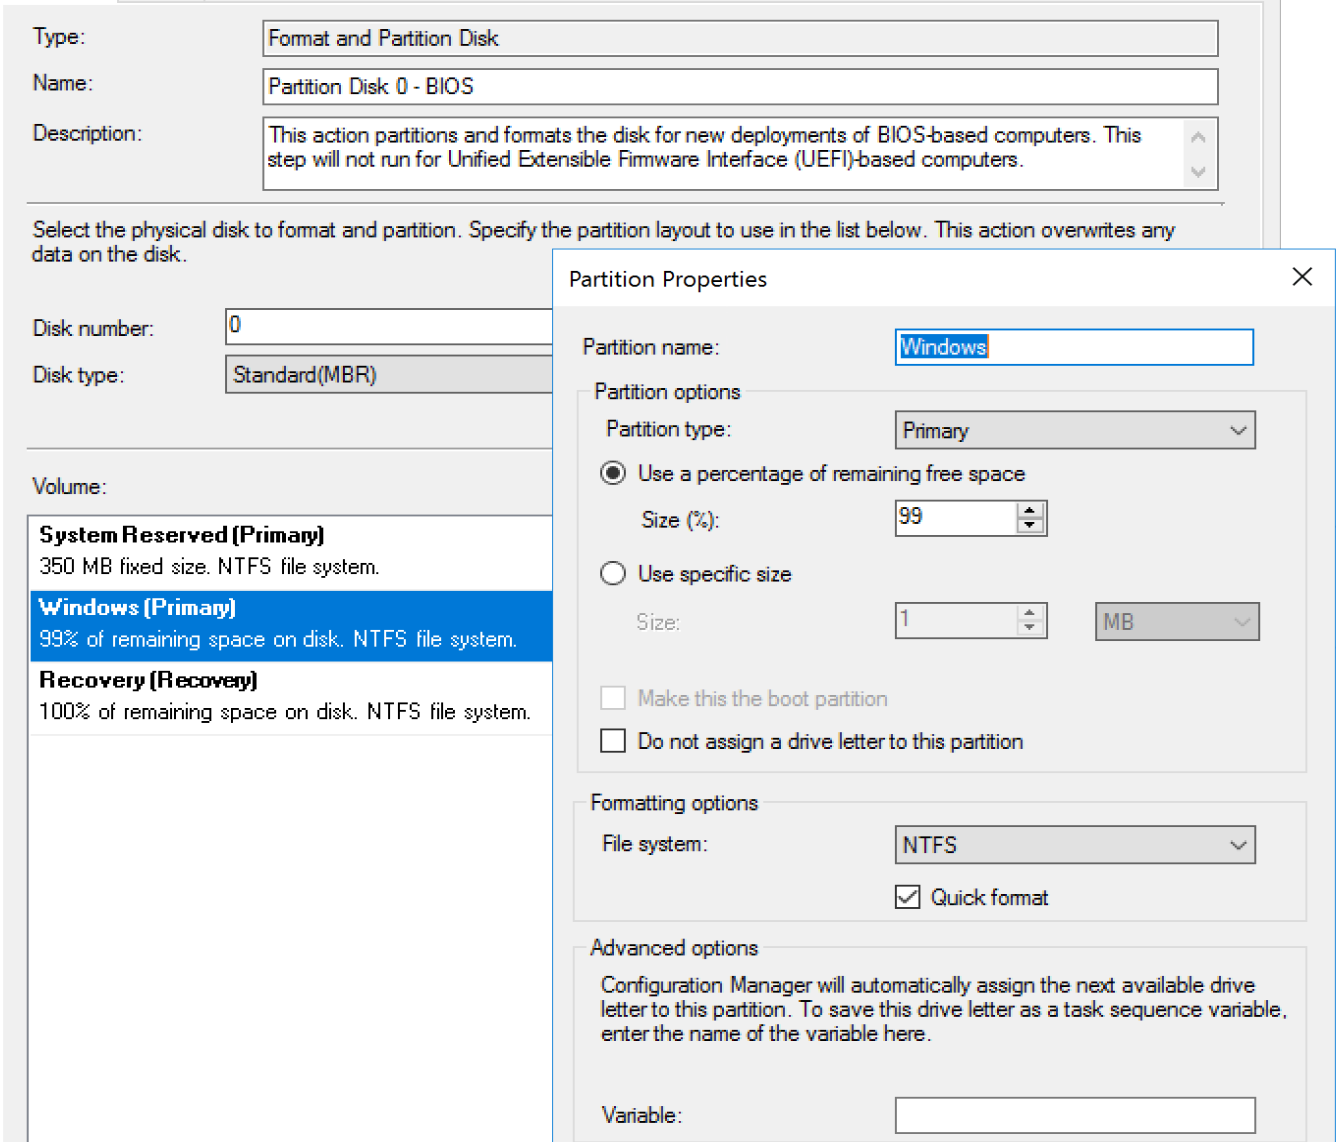 Type:
Format and Partition Disk
Name:
Partition Disk 0 - BIOS
Description:
This action partitions and formats the disk for new deployments of BIOS-based computers. This
step will not run for Unified Extensible Firmware Interface (UEFI)-based computers.
Select the physical disk to format and partition. Specify the partition layout to use in the list below. This action overwrites any
data on the disk.
Disk number:
0
Disk type:
Standard(MBR)
Volume:
System Reserved (Primary)
350 MB fixed size. NTFS file system.
Windows (Primary)
99% of remaining space on disk. NTFS file system.
Recovery (Recovery)
100% of remaining space on disk. NTFS file system.
Partition Properties
Partition name:
Windows
Partition options
Partition type:
Primary
Use a percentage of remaining free space
Size (%):
99
Use specific size
Size:
1
MB
Make this the boot partition
Do not assign a drive letter to this partition
Formatting options
File system:
NTFS
Quick format
Advanced options
Configuration Manager will automatically assign the next available drive
letter to this partition. To save this drive letter as a task sequence variable,
enter the name of the variable here.
Variable: